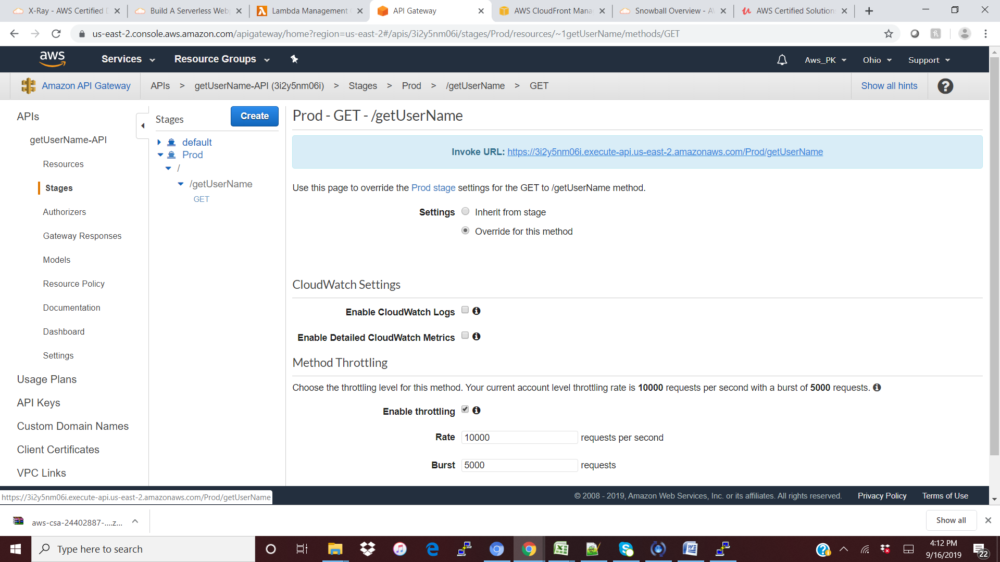 X-Ray - AWS Certified D
Build A Serverless Webp
Lambda Management C
API Gateway
AWS CloudFront Mana
Snowball Overview - AW
AWS Certified Solution
us-east-2.console.aws.amazon.com/apigateway/home?region=us-east-2#/apis/3i2y5nm06i/stages/Prod/resources/~1getUserName/methods/GET
aws
Services
Resource Groups
Aws_PK
Ohio
Support
Amazon API Gateway
APIs > getUserName-API (3i2y5nm06i) > Stages > Prod > /getUserName > GET
Show all hints
?
APIs
getUserName-API
Resources
Stages
Authorizers
Gateway Responses
Models
Resource Policy
Documentation
Dashboard
Settings
Usage Plans
API Keys
Custom Domain Names
Client Certificates
VPC Links
Stages
Create
default
Prod
/
/getUserName
GET
Prod - GET - /getUserName
Invoke URL: https://3i2y5nm06i.execute-api.us-east-2.amazonaws.com/Prod/getUserName
Use this page to override the Prod stage settings for the GET to /getUserName method.
Settings
Inherit from stage
Override for this method
CloudWatch Settings
Enable CloudWatch Logs
Enable Detailed CloudWatch Metrics
Method Throttling
Choose the throttling level for this method. Your current account level throttling rate is 10000 requests per second with a burst of 5000 requests.
Enable throttling
Rate 10000 requests per second
Burst 5000 requests
https://3i2y5nm06i.execute-api.us-east-2.amazonaws.com/Prod/getUserName
© 2008 - 2019, Amazon Web Services, Inc. or its affiliates. All rights reserved.
Privacy Policy
Terms of Use
aws-csa-24402887-....z...
Show all
Type here to search
4:12 PM
9/16/2019
22